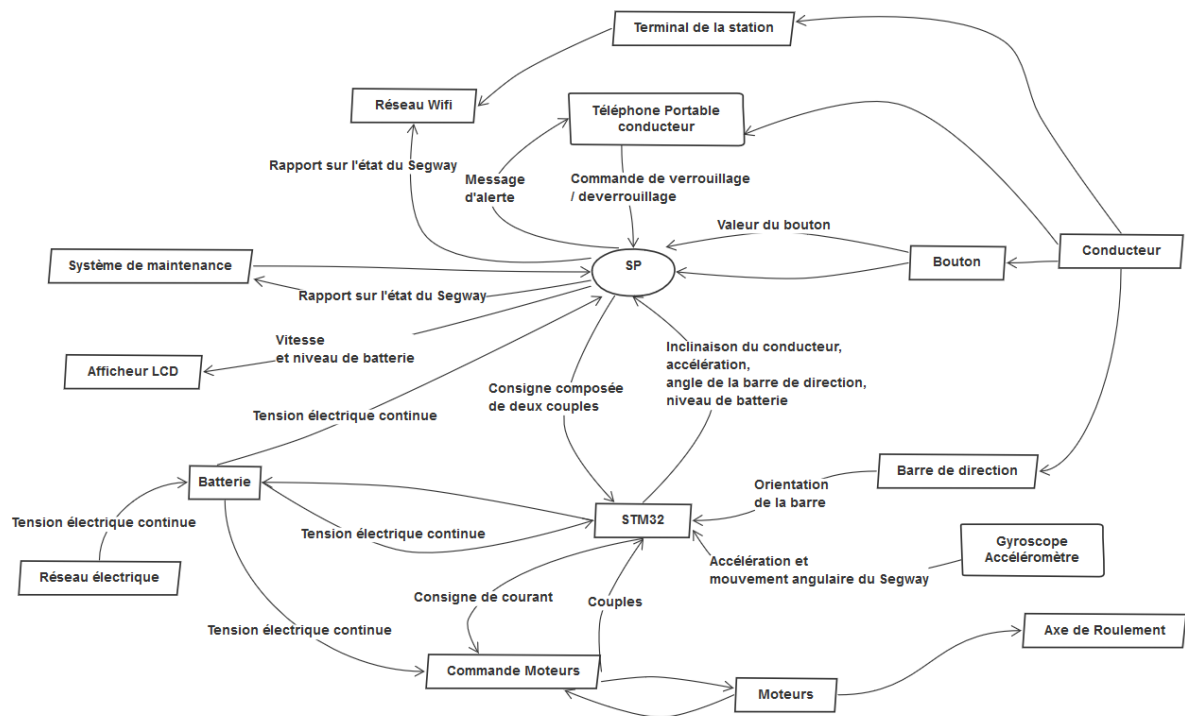 Terminal de la station
Réseau Wifi
Téléphone Portable
conducteur
Rapport sur l'état du Segway
Message
d'alerte
Commande de verrouillage
/ deverrouillage
Valeur du bouton
Système de maintenance
SP
Bouton
Conducteur
Rapport sur l'état du Segway
Vitesse
et niveau de batterie
Afficheur LCD
Inclinaison du conducteur,
accélération,
angle de la barre de direction,
niveau de batterie
Consigne composée
de deux couples
Tension électrique continue
Batterie
Barre de direction
Orientation
de la barre
Tension électrique continue
Tension électrique continue
STM32
Gyroscope
Accéléromètre
Réseau électrique
Accélération et
mouvement angulaire du Segway
Consigne de courant
Couples
Tension électrique continue
Axe de Roulement
Commande Moteurs
Moteurs